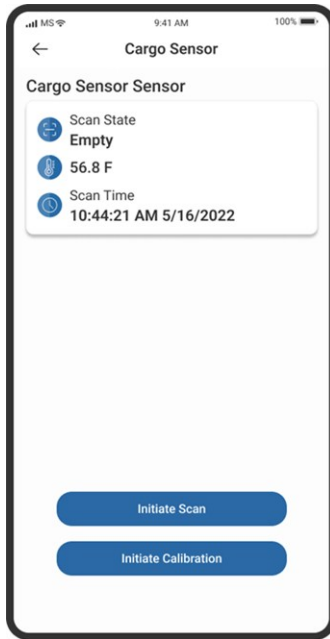 MS 9:41 AM 100%
Cargo Sensor
Cargo Sensor Sensor
Scan State
Empty
56.8 F
Scan Time
10:44:21 AM 5/16/2022
Initiate Scan
Initiate Calibration